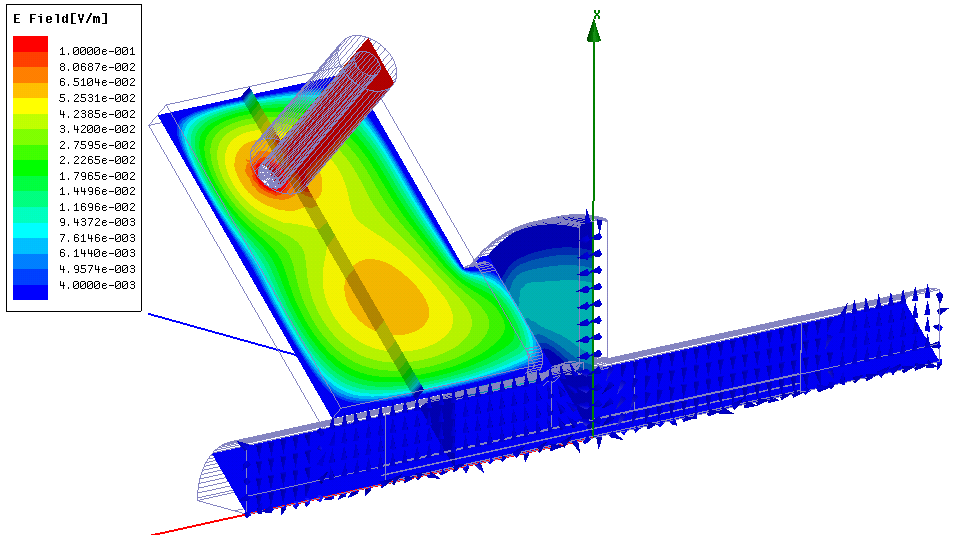 E Field[V/m]
1.0000e-001
8.0687e-002
6.5104e-002
5.2531e-002
4.2385e-002
3.4200e-002
2.7595e-002
2.2265e-002
1.7965e-002
1.4496e-002
1.1696e-002
9.4372e-003
7.6146e-003
6.1440e-003
4.9574e-003
4.0000e-003
X